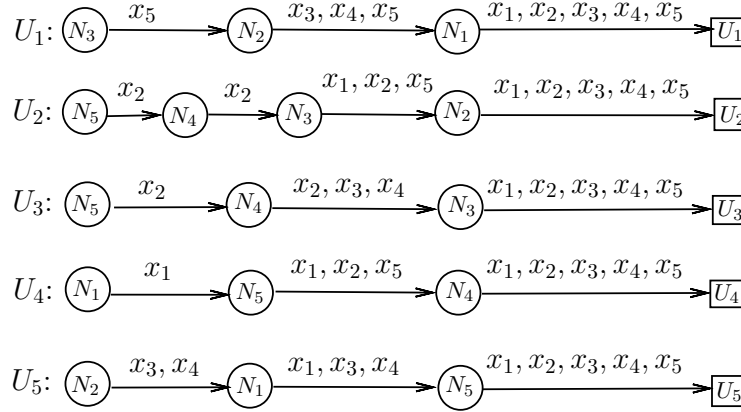 x₅ x₃, x₄, x₅ x₁, x₂, x₃, x₄, x₅
U₁: N₃ N₂ N₁ U₁
x₂ x₂ x₁, x₂, x₅ x₁, x₂, x₃, x₄, x₅
U₂: N₅ N₄ N₃ N₂ U₂
x₂ x₂, x₃, x₄ x₁, x₂, x₃, x₄, x₅
U₃: N₅ N₄ N₃ U₃
x₁ x₁, x₂, x₅ x₁, x₂, x₃, x₄, x₅
U₄: N₁ N₅ N₄ U₄
x₃, x₄ x₁, x₃, x₄ x₁, x₂, x₃, x₄, x₅
U₅: N₂ N₁ N₅ U₅